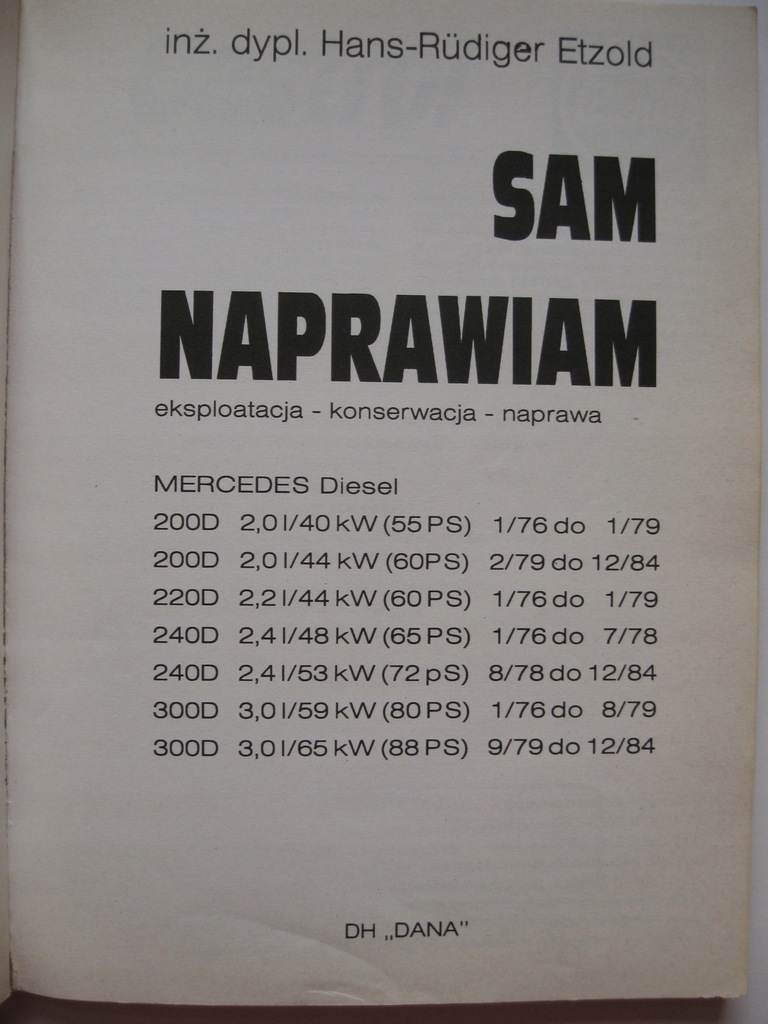 inż. dypl. Hans-Rüdiger Etzold
SAM
NAPRAWIAM
eksploatacja - konserwacja - naprawa
MERCEDES Diesel
200D 2,0 l/40 kW (55 PS) 1/76 do 1/79
200D 2,0 l/44 kW (60PS) 2/79 do 12/84
220D 2,2 l/44 kW (60 PS) 1/76 do 1/79
240D 2,4 l/48 kW (65 PS) 1/76 do 7/78
240D 2,4 l/53 kW (72 pS) 8/78 do 12/84
300D 3,0 l/59 kW (80 PS) 1/76 do 8/79
300D 3,0 l/65 kW (88 PS) 9/79 do 12/84
DH „DANA"